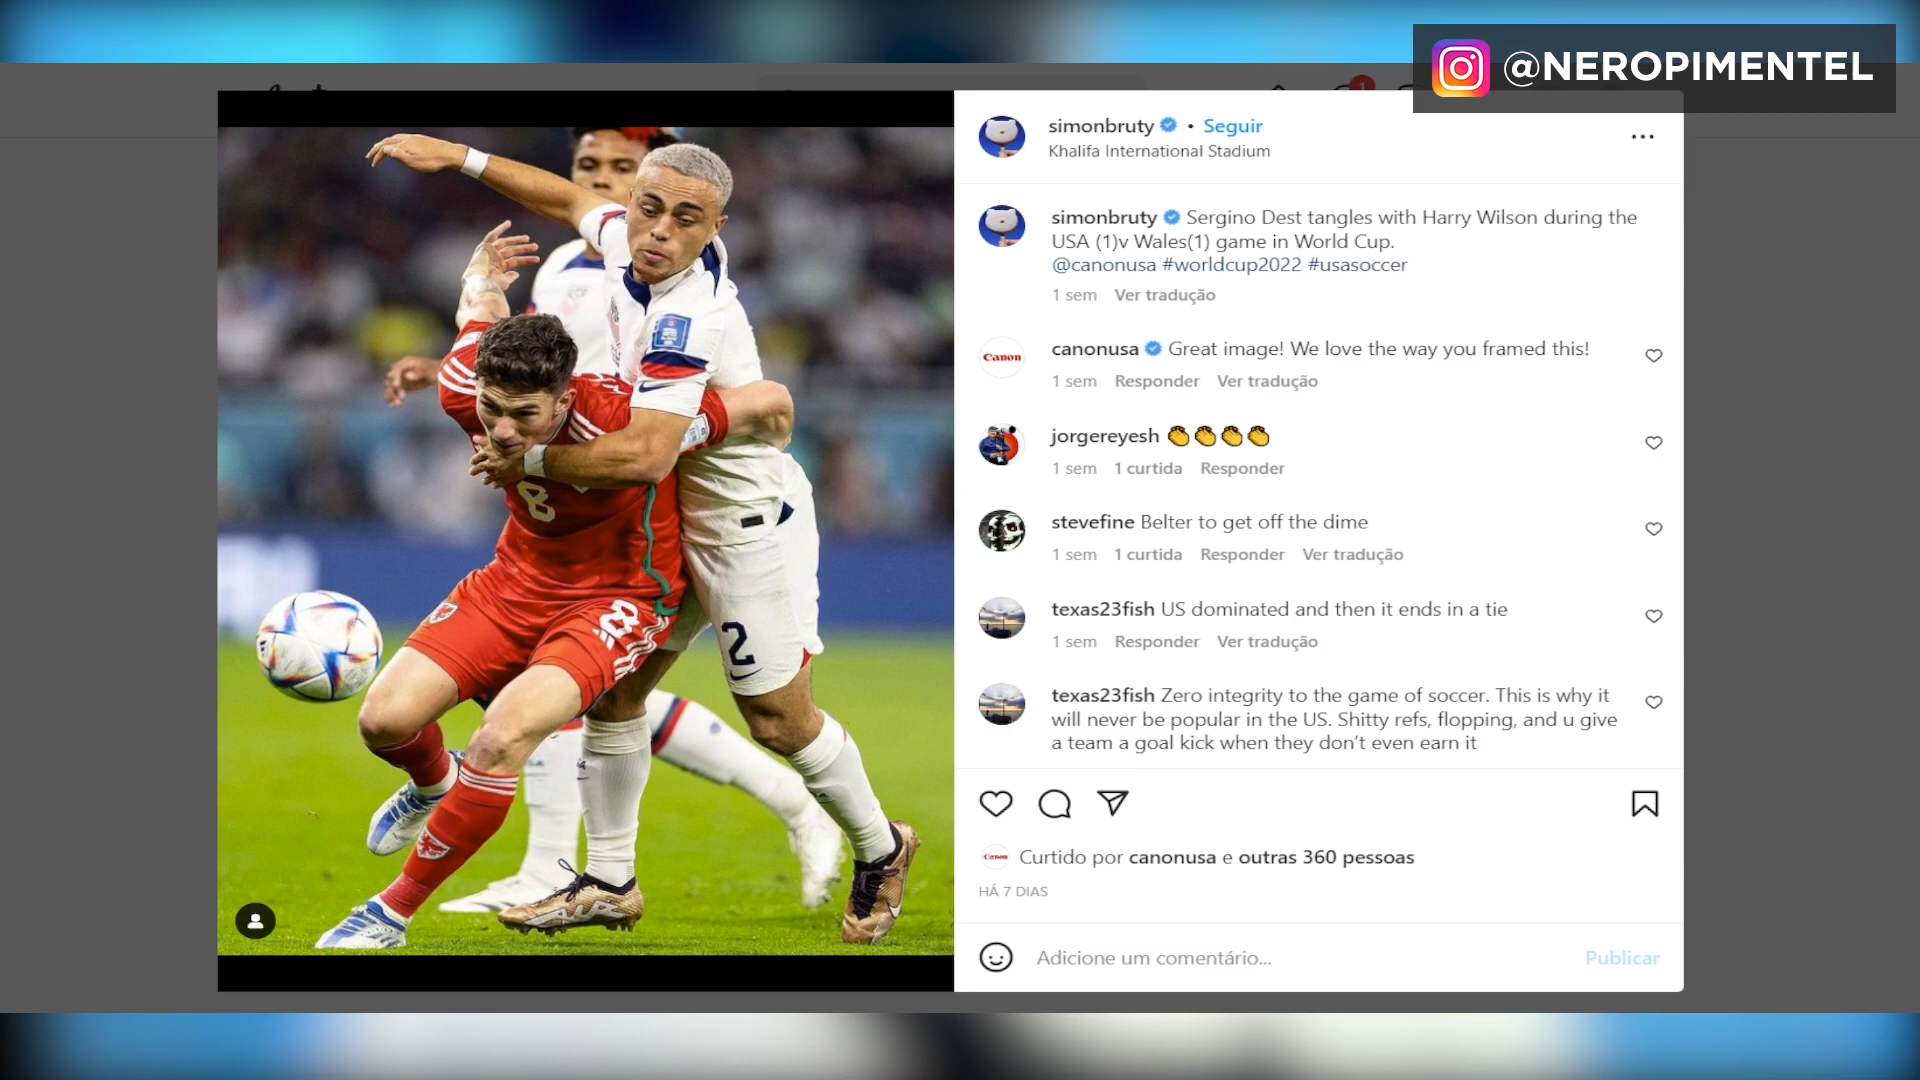 @NEROPIMENTEL
1
simonbruty • Seguir
Khalifa International Stadium
simonbruty Sergino Dest tangles with Harry Wilson during the
USA (1)v Wales(1) game in World Cup.
@canonusa #worldcup2022 #usasoccer
1 sem Ver tradução
Canon
canonusa Great image! We love the way you framed this!
1 sem Responder Ver tradução
jorgereyesh 👏👏👏👏
1 sem 1 curtida Responder
stevefine Belter to get off the dime
1 sem 1 curtida Responder Ver tradução
texas23fish US dominated and then it ends in a tie
1 sem Responder Ver tradução
texas23fish Zero integrity to the game of soccer. This is why it
will never be popular in the US. Shitty refs, flopping, and u give
a team a goal kick when they don't even earn it
Canon
Curtido por canonusa e outras 360 pessoas
HÁ 7 DIAS
Adicione um comentário...
Publicar
8
8
2